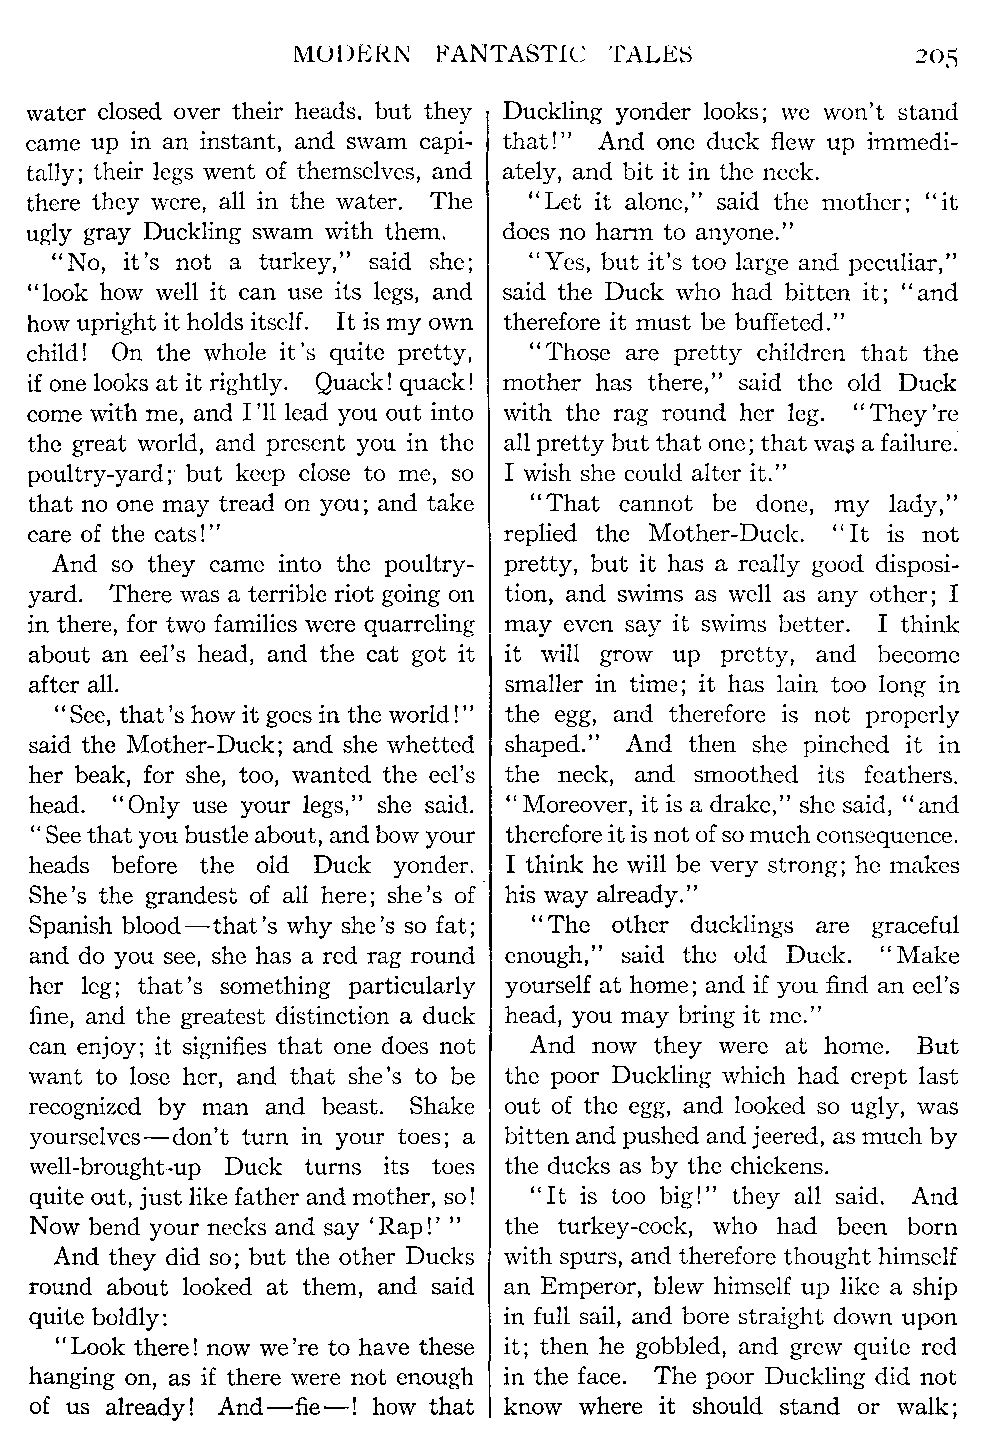 MODERN FANTASTIC TALES 205
water closed over their heads, but they
came up in an instant, and swam capi-
tally; their legs went of themselves, and
there they were, all in the water. The
ugly gray Duckling swam with them.
"No, it's not a turkey," said she;
"look how well it can use its legs, and
how upright it holds itself. It is my own
child! On the whole it's quite pretty,
if one looks at it rightly. Quack! quack!
come with me, and I'll lead you out into
the great world, and present you in the
poultry-yard; but keep close to me, so
that no one may tread on you; and take
care of the cats!"
And so they came into the poultry-
yard. There was a terrible riot going on
in there, for two families were quarreling
about an eel's head, and the cat got it
after all.
"See, that's how it goes in the world!"
said the Mother-Duck; and she whetted
her beak, for she, too, wanted the eel's
head. "Only use your legs," she said.
"See that you bustle about, and bow your
heads before the old Duck yonder.
She's the grandest of all here; she's of
Spanish blood—that's why she's so fat;
and do you see, she has a red rag round
her leg; that's something particularly
fine, and the greatest distinction a duck
can enjoy; it signifies that one does not
want to lose her, and that she's to be
recognized by man and beast. Shake
yourselves—don't turn in your toes; a
well-brought-up Duck turns its toes
quite out, just like father and mother, so!
Now bend your necks and say 'Rap!'"
And they did so; but the other Ducks
round about looked at them, and said
quite boldly:
"Look there! now we're to have these
hanging on, as if there were not enough
of us already! And—fie—! how that
Duckling yonder looks; we won't stand
that!" And one duck flew up immedi-
ately, and bit it in the neck.
"Let it alone," said the mother; "it
does no harm to anyone."
"Yes, but it's too large and peculiar,"
said the Duck who had bitten it; "and
therefore it must be buffeted."
"Those are pretty children that the
mother has there," said the old Duck
with the rag round her leg. "They're
all pretty but that one; that was a failure.
I wish she could alter it."
"That cannot be done, my lady,"
replied the Mother-Duck. "It is not
pretty, but it has a really good disposi-
tion, and swims as well as any other; I
may even say it swims better. I think
it will grow up pretty, and become
smaller in time; it has lain too long in
the egg, and therefore is not properly
shaped." And then she pinched it in
the neck, and smoothed its feathers.
"Moreover, it is a drake," she said, "and
therefore it is not of so much consequence.
I think he will be very strong; he makes
his way already."
"The other ducklings are graceful
enough," said the old Duck. "Make
yourself at home; and if you find an eel's
head, you may bring it me."
And now they were at home. But
the poor Duckling which had crept last
out of the egg, and looked so ugly, was
bitten and pushed and jeered, as much by
the ducks as by the chickens.
"It is too big!" they all said. And
the turkey-cock, who had been born
with spurs, and therefore thought himself
an Emperor, blew himself up like a ship
in full sail, and bore straight down upon
it; then he gobbled, and grew quite red
in the face. The poor Duckling did not
know where it should stand or walk;